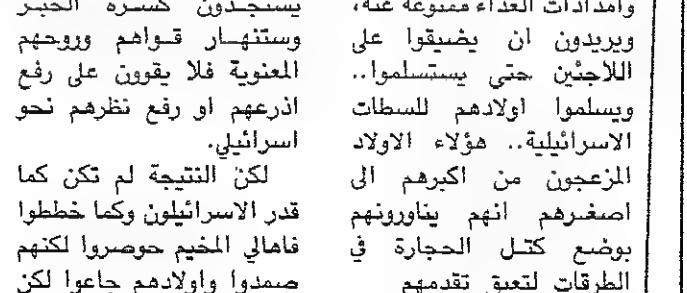 وامدادات الغذاء ممنوعة عنه،
ويريدون ان يضيقوا على
اللاجئين حتى يستسلموا..
ويسلموا اولادهم للسطات
الاسرائيلية.. هؤلاء الاولاد
المزعجون من اكبرهم الى
اصغرهم انهم يناورونهم
بوضع كتل الحجارة في
الطرقات لتعيق تقدمهم
يستجدون كسرة الخبز
وستنهار قواهم وروحهم
المعنوية فلا يقوون على رفع
اذرعهم او رفع نظرهم نحو
اسرائيلي.
لكن النتيجة لم تكن كما
قدر الاسرائيلون وكما خططوا
فاهالي المخيم حوصروا لكنهم
صمدوا واولادهم جاعوا لكن